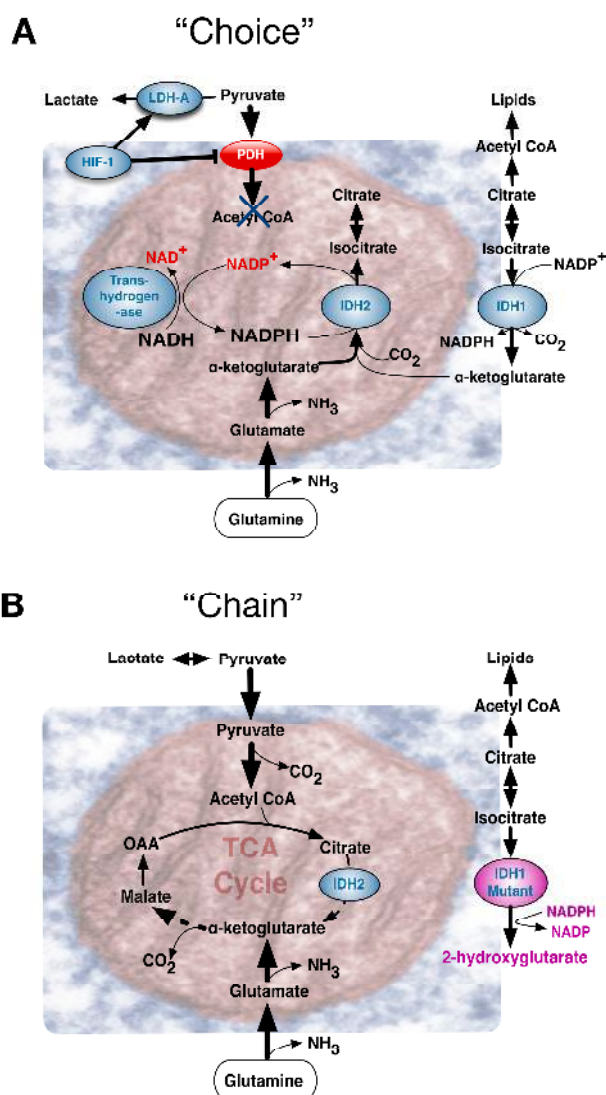 A
“Choice”
Lactate
LDH-A
Pyruvate
Lipids
HIF-1
PDH
Acetyl CoA
Acetyl CoA
Citrate
Citrate
NAD+
NADP+
Isocitrate
Isocitrate
NADP+
Trans-
hydrogen
-ase
IDH2
IDH1
NADH
NADPH
NADPH
CO2
CO2
α-ketoglutarate
α-ketoglutarate
NH3
Glutamate
NH3
Glutamine
B
“Chain”
Lactate
Pyruvate
Lipids
Pyruvate
Acetyl CoA
CO2
Citrate
Acetyl CoA
OAA
TCA
Cycle
Citrate
Isocitrate
IDH2
IDH1
Mutant
Malate
α-ketoglutarate
NADPH
NADP
CO2
NH3
2-hydroxyglutarate
Glutamate
NH3
Glutamine